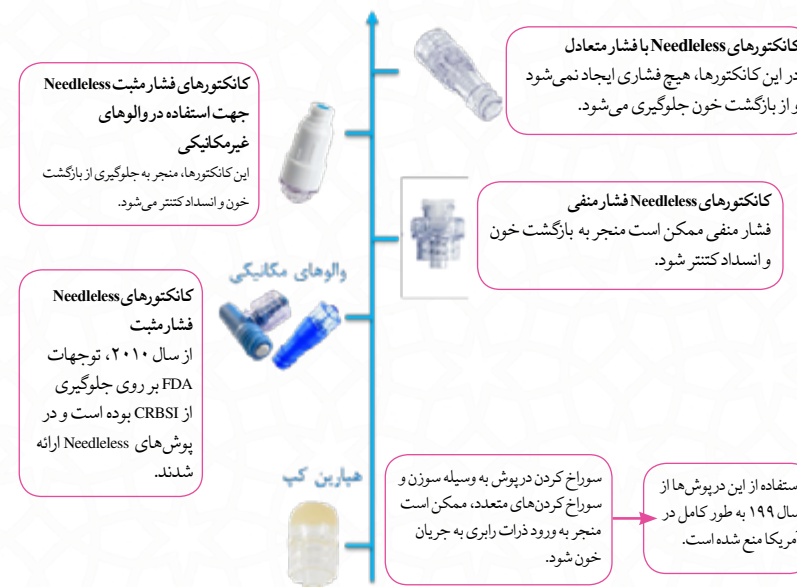 کانکتورهای Needleless با فشار متعادل
در این کانکتورها، هیچ فشاری ایجاد نمی‌شود
و از بازگشت خون جلوگیری می‌شود.
کانکتورهای فشار مثبت Needleless
جهت استفاده در والوهای
غیرمکانیکی
این کانکتورها، منجر به جلوگیری از بازگشت
خون و انسداد کتتر می‌شود.
کانکتورهای Needleless فشار منفی
فشار منفی ممکن است منجر به بازگشت خون
و انسداد کتتر شود.
والوهای مکانیکی
کانکتورهای Needleless
فشار مثبت
از سال ۲۰۱۰، توجهات
FDA بر روی جلوگیری
از CRBSI بوده است و در
پوش‌های Needleless ارائه
شدند.
هپارین کپ
سوراخ کردن درپوش به وسیله سوزن و
سوراخ کردن‌های متعدد، ممکن است
منجر به ورود ذرات رابری به جریان
خون شود.
ستفاده از این درپوش‌ها از
سال ۱۹۹ به طور کامل در
مریکا منع شده است.